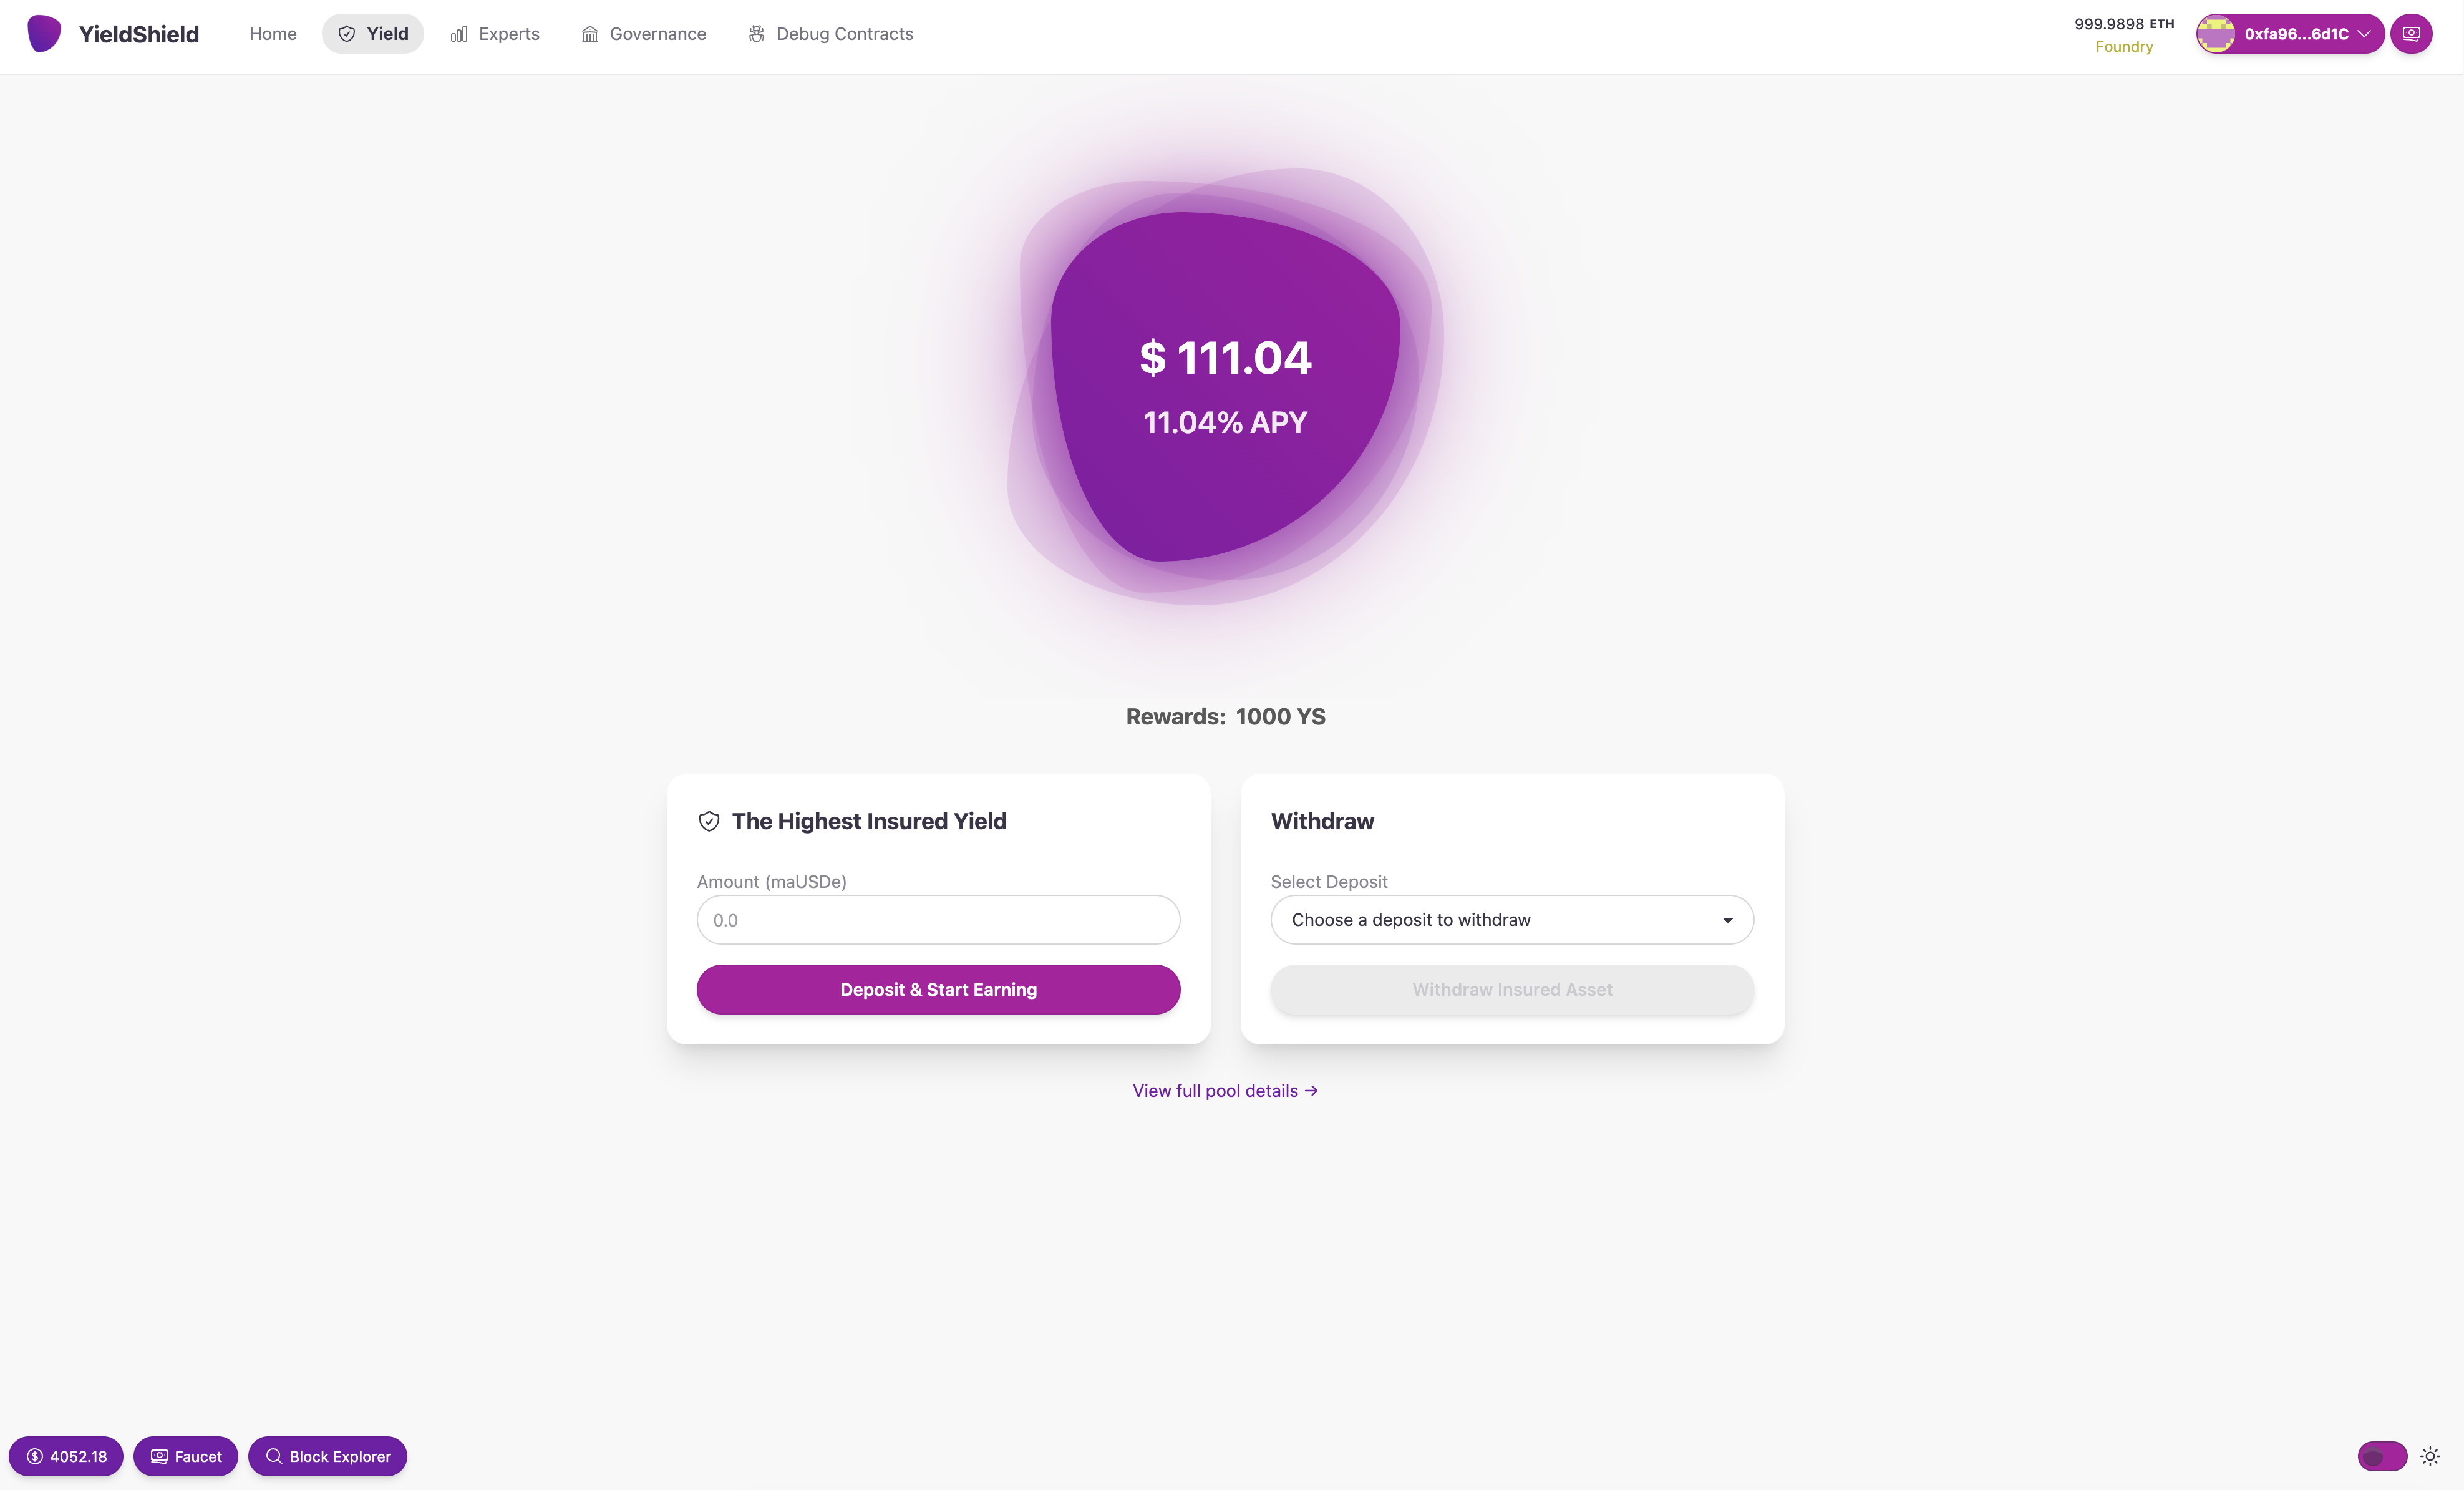 YieldShield
Home
Yield
Experts
Governance
Debug Contracts
999.9898 ETH
Foundry
0xfa96...6d1C
$ 111.04
11.04% APY
Rewards: 1000 YS
The Highest Insured Yield
Amount (maUSDe)
0.0
Deposit & Start Earning
Withdraw
Select Deposit
Choose a deposit to withdraw
Withdraw Insured Asset
View full pool details →
4052.18
Faucet
Block Explorer